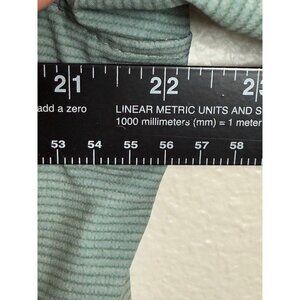 21 22 2
add a zero LINEAR METRIC UNITS AND S
1000 millimeters (mm) = 1 meter
53 54 55 56 57 58